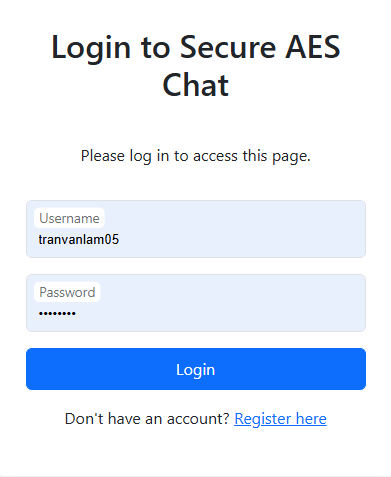 Login to Secure AES
Chat
Please log in to access this page.
Username
tranvanlam05
Password
••••••••
Login
Don't have an account? Register here